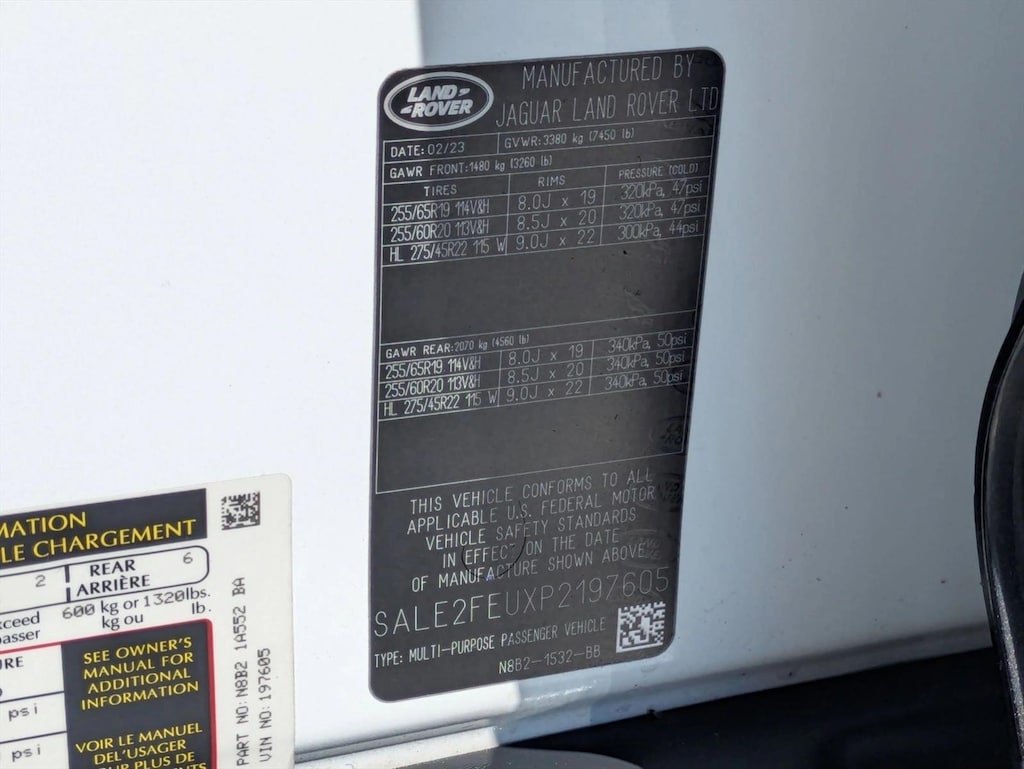 LAND-
-ROVER
MANUFACTURED BY
JAGUAR LAND ROVER LTD
DATE: 02/23 GVWR: 3380 kg (7450 lb)
GAWR FRONT: 1480 kg (3260 lb)
TIRES RIMS PRESSURE (COLD)
255/65R19 114V&H 8.0J x 19 320kPa, 47psi
255/60R20 113V&H 8.5J x 20 320kPa, 47psi
HL 275/45R22 115 W 9.0J x 22 300kPa, 44psi
GAWR REAR: 2070 kg (4560 lb)
255/65R19 114V&H 8.0J x 19 340kPa, 50psi
255/60R20 113V&H 8.5J x 20 340kPa, 50psi
HL 275/45R22 115 W 9.0J x 22 340kPa, 50psi
THIS VEHICLE CONFORMS TO ALL
APPLICABLE U.S. FEDERAL MOTOR
VEHICLE SAFETY STANDARDS
IN EFFECT ON THE DATE
OF MANUFACTURE SHOWN ABOVE
SALE2FEUXP2197605
TYPE: MULTI-PURPOSE PASSENGER VEHICLE
N8B2-1532-BB
MATION
LE CHARGEMENT
2 REAR 6
ARRIÈRE
600 kg or 1320lbs.
kg ou lb.
SEE OWNER'S
MANUAL FOR
ADDITIONAL
INFORMATION
psi
psi
VOIR LE MANUEL
DEL'USAGER
PLUS DE
PART NO: N8B2 1A552 BA
VIN NO: 197605